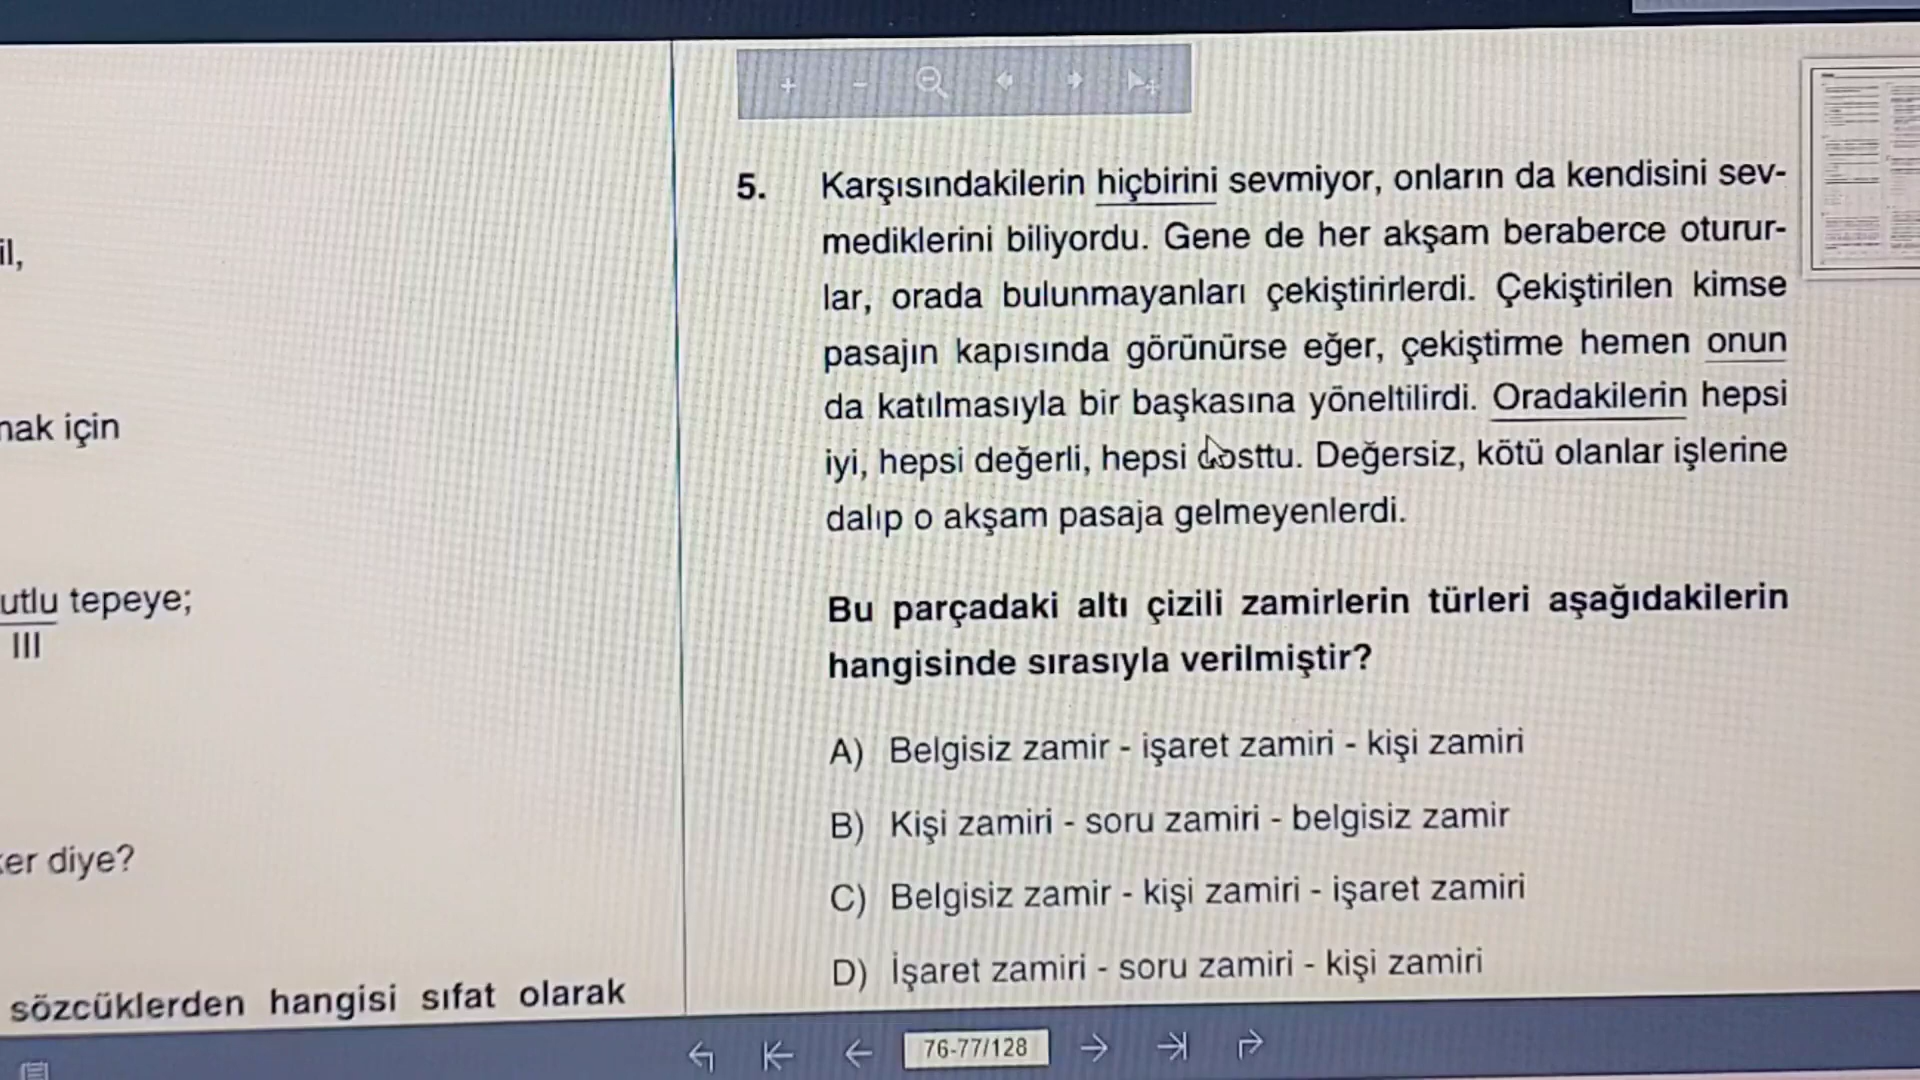 il,
mak için
utlu tepeye;
III
er diye?
sözcüklerden hangisi sıfat olarak
5. Karşısındakilerin hiçbirini sevmiyor, onların da kendisini sev-
mediklerini biliyordu. Gene de her akşam beraberce oturur-
lar, orada bulunmayanları çekiştirirlerdi. Çekiştirilen kimse
pasajın kapısında görünürse eğer, çekiştirme hemen onun
da katılmasıyla bir başkasına yöneltilirdi. Oradakilerin hepsi
iyi, hepsi değerli, hepsi dosttu. Değersiz, kötü olanlar işlerine
dalıp o akşam pasaja gelmeyenlerdi.
Bu parçadaki altı çizili zamirlerin türleri aşağıdakilerin
hangisinde sırasıyla verilmiştir?
A) Belgisiz zamir - işaret zamiri - kişi zamiri
B) Kişi zamiri - soru zamiri - belgisiz zamir
C) Belgisiz zamir - kişi zamiri - işaret zamiri
D) İşaret zamiri - soru zamiri - kişi zamiri
76-77/128